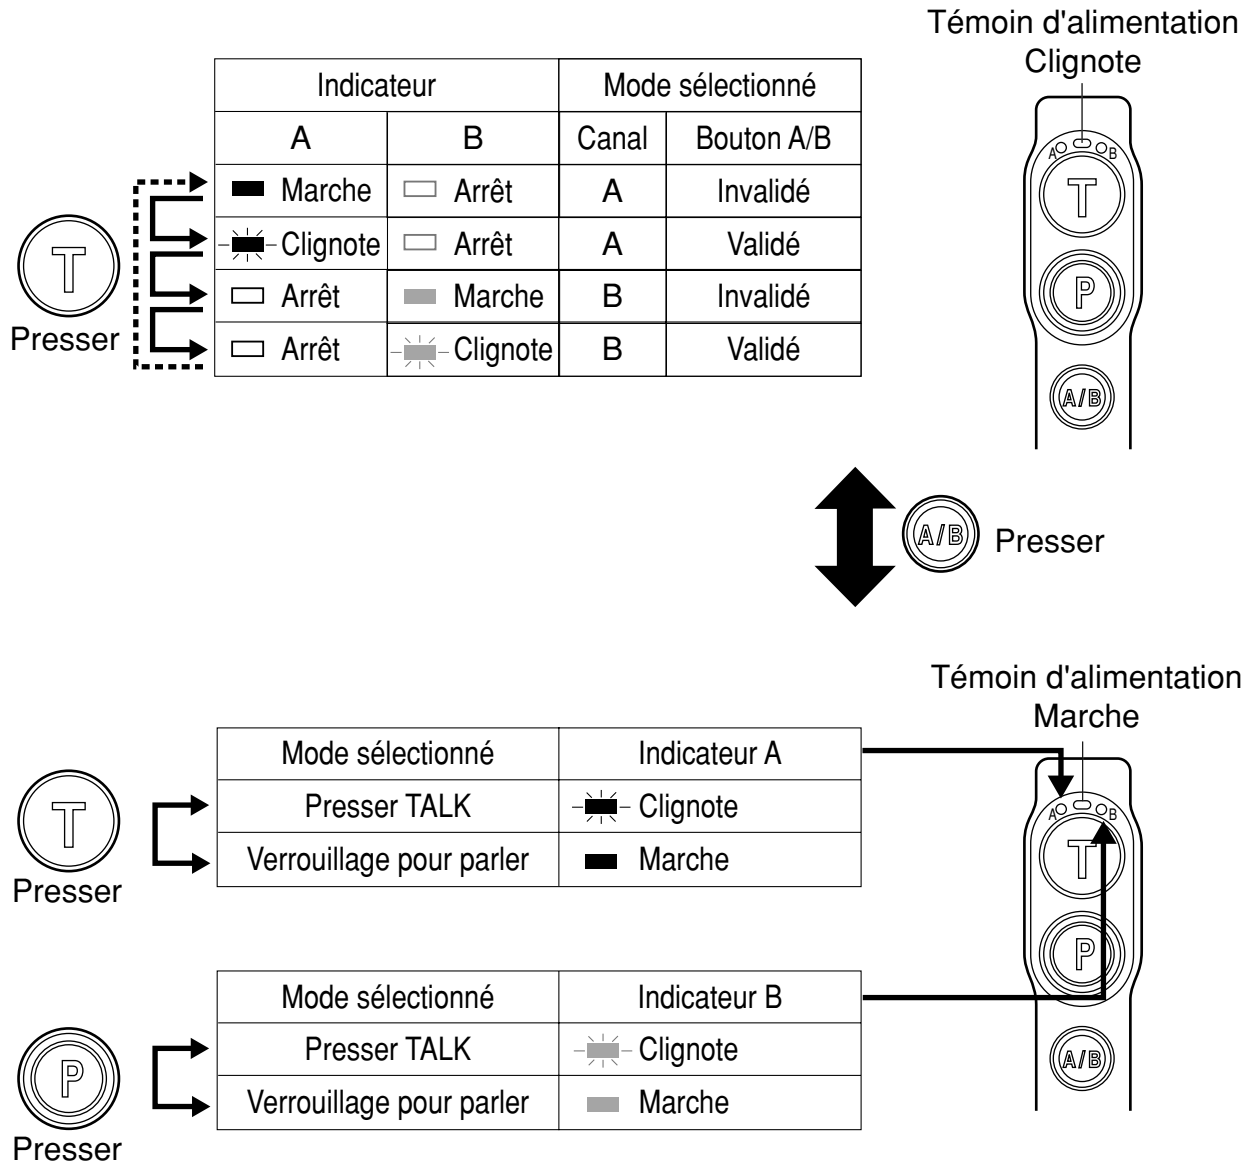 Témoin d'alimentation
Clignote
Indicateur Mode sélectionné
A B Canal Bouton A/B
Marche Arrêt A Invalidé
Clignote Arrêt A Validé
Arrêt Marche B Invalidé
Arrêt Clignote B Validé
T
Presser
A B
T
P
A/B
A/B Presser
Témoin d'alimentation
Marche
Mode sélectionné Indicateur A
Presser TALK Clignote
Verrouillage pour parler Marche
T
Presser
A B
T
P
A/B
Mode sélectionné Indicateur B
Presser TALK Clignote
Verrouillage pour parler Marche
P
Presser